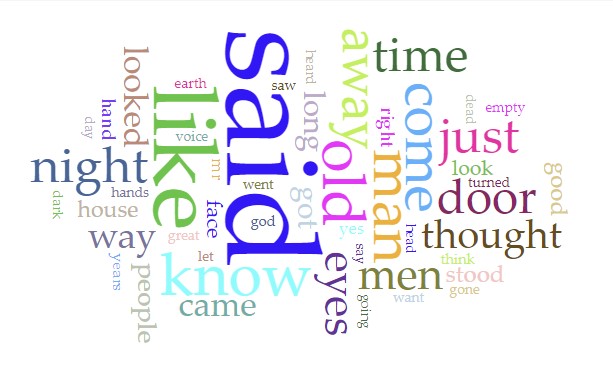 said
like
know
old
man
come
away
time
just
door
thought
men
eyes
night
looked
way
came
house
people
face
long
got
hand
hands
day
dark
years
earth
voice
mr
great
let
went
god
saw
heard
right
yes
say
going
head
look
turned
think
want
stood
gone
good
dead
empty